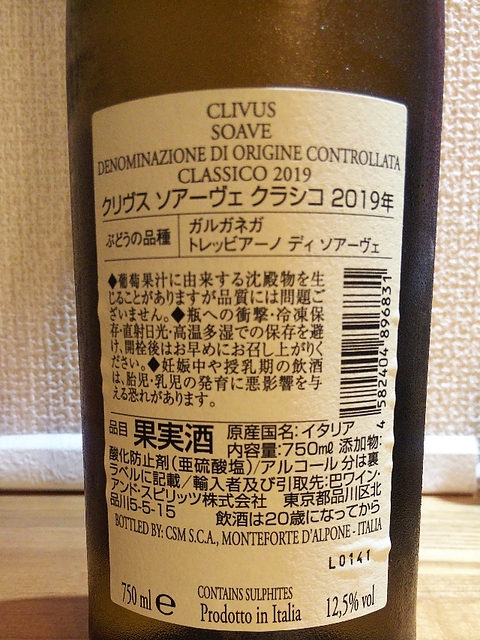 CLIVUS
SOAVE
DENOMINAZIONE DI ORIGINE CONTROLLATA
CLASSICO 2019
クリヴス ソアーヴェ クラシコ 2019年
ぶどうの品種
ガルガネガ
トレッビアーノ ディ ソアーヴェ
◆葡萄果汁に由来する沈殿物を生
じることがありますが品質には問題ご
ざいません。◆瓶への衝撃・冷凍保
存・直射日光・高温多湿での保存を避
け、開栓後はお早めにお召し上がりく
ださい。◆妊娠中や授乳期の飲酒
は、胎児・乳児の発育に悪影響を与
える恐れがあります。
4 582404 896831
品目 果実酒 原産国名:イタリア
内容量:750mℓ 添加物:
酸化防止剤(亜硫酸塩)/アルコール分は裏
ラベルに記載/輸入者及び引取先:巴ワイン・
アンド・スピリッツ株式会社 東京都品川区北
品川5-5-15 飲酒は20歳になってから
BOTTLED BY: CSM S.C.A., MONTEFORTE D'ALPONE - ITALIA
L0141
750 ml e CONTAINS SULPHITES
Prodotto in Italia 12,5% vol